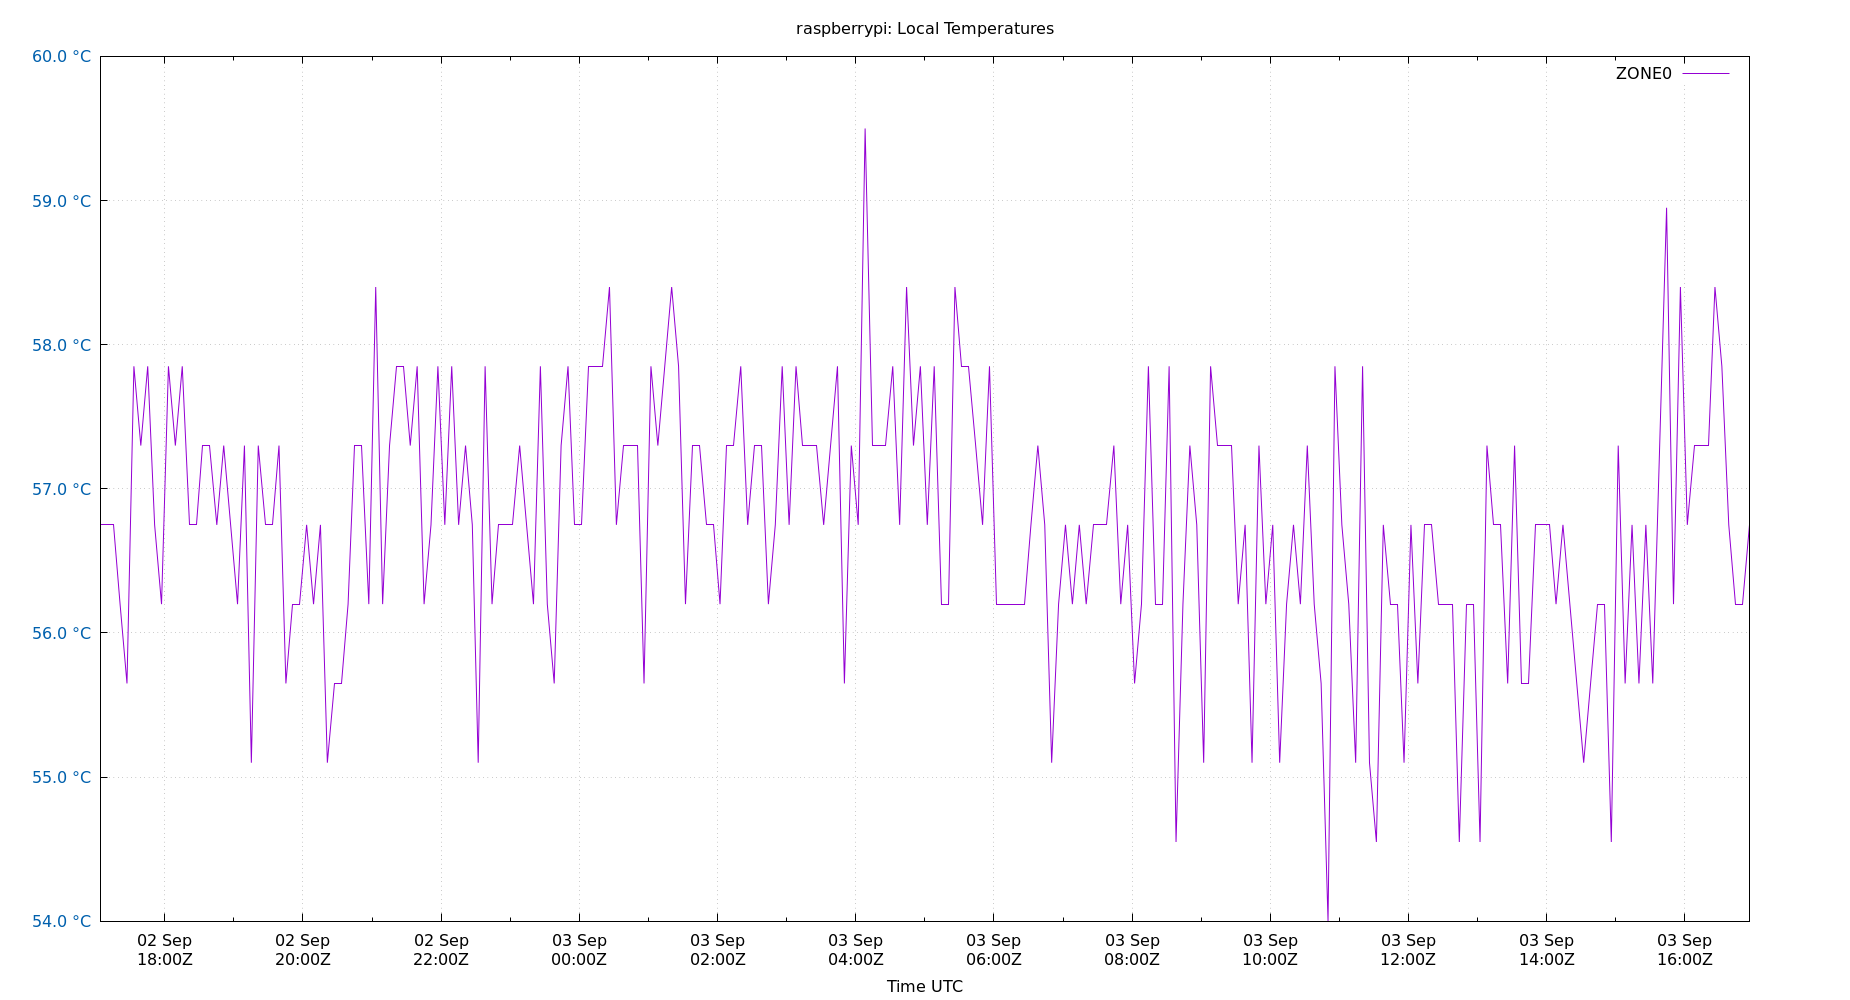 raspberrypi: Local Temperatures
60.0 °C
ZONE0
59.0 °C
58.0 °C
57.0 °C
56.0 °C
55.0 °C
54.0 °C
02 Sep 02 Sep 02 Sep 03 Sep 03 Sep 03 Sep 03 Sep 03 Sep 03 Sep 03 Sep 03 Sep 03 Sep
18:00Z 20:00Z 22:00Z 00:00Z 02:00Z 04:00Z 06:00Z 08:00Z 10:00Z 12:00Z 14:00Z 16:00Z
Time UTC